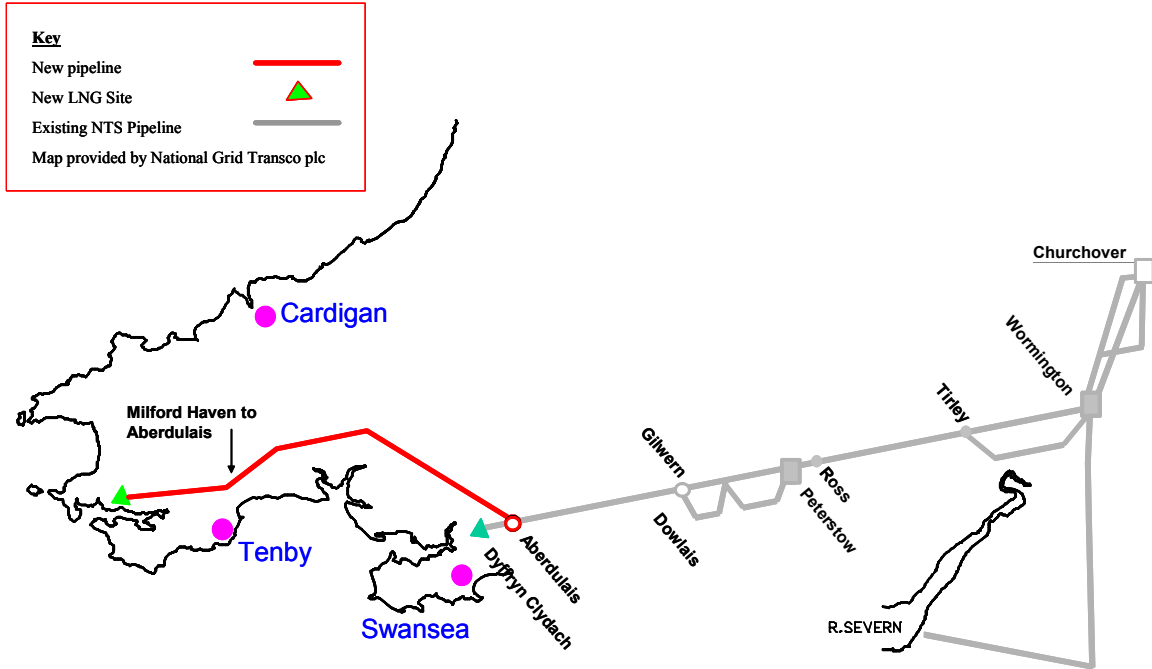 Key
New pipeline
New LNG Site
Existing NTS Pipeline
Map provided by National Grid Transco plc
Churchover
Cardigan
Wormington
Milford Haven to
Aberdulais
Tirley
Gilwern
Ross
Peterstow
Dowlais
Tenby
Aberdulais
Dyffryn Clydach
Swansea
R.SEVERN